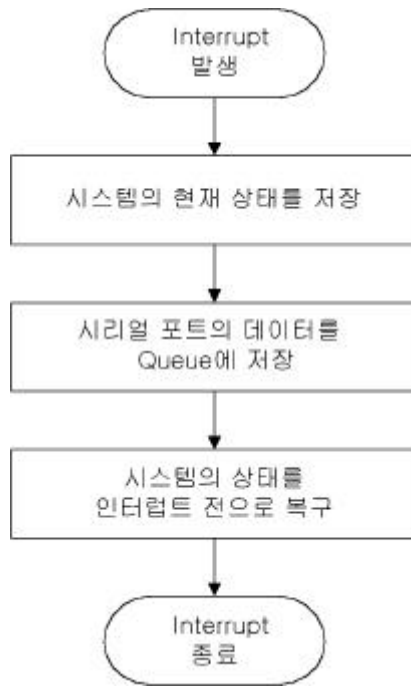 Interrupt
발생
시스템의 현재 상태를 저장
시리얼 포트의 데이터를
Queue에 저장
시스템의 상태를
인터럽트 전으로 복구
Interrupt
종료